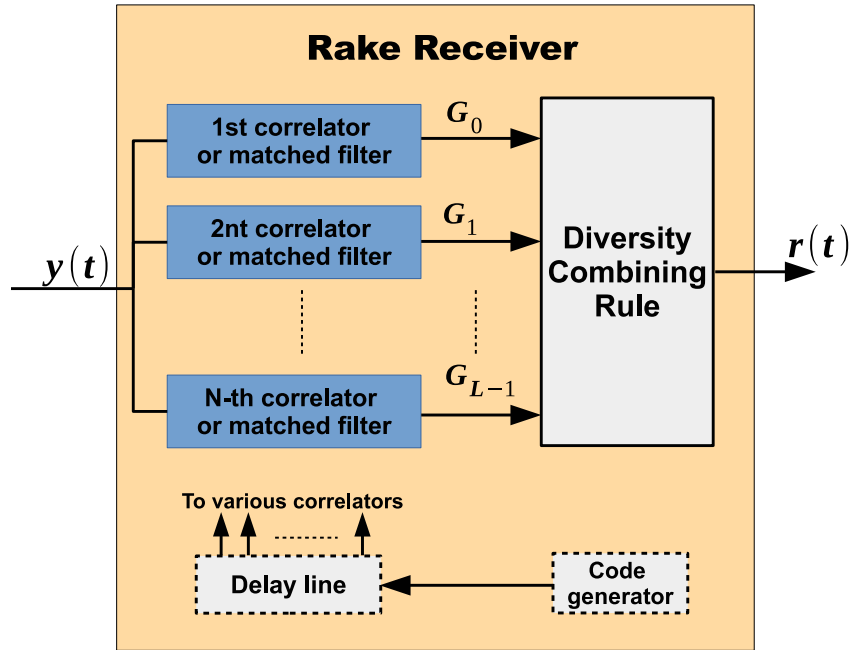 Rake Receiver
1st correlator
or matched filter
G₀
2nt correlator
or matched filter
G₁
y(t)
Diversity
Combining
Rule
r(t)
N-th correlator
or matched filter
G_{L−1}
To various correlators
Delay line
Code
generator